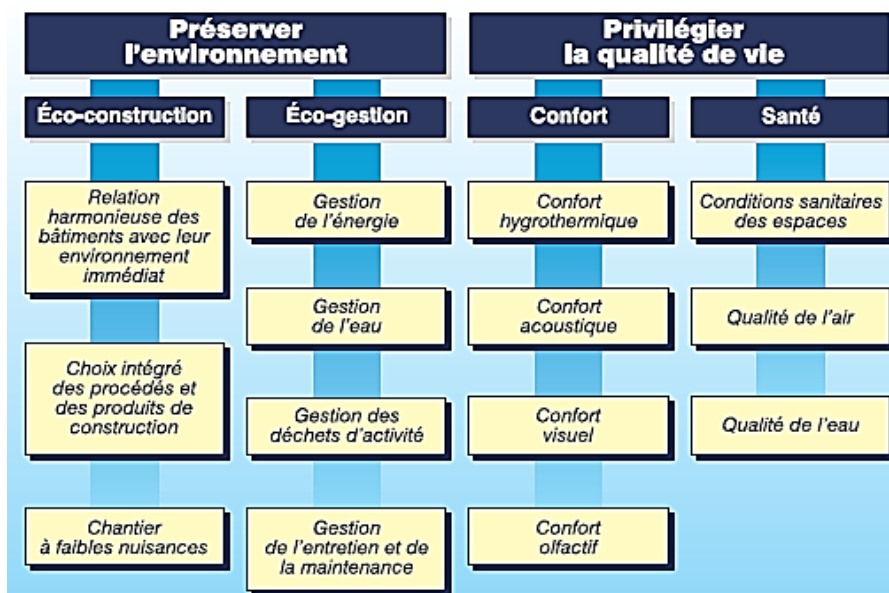 Préserver
l'environnement
Privilégier
la qualité de vie
Éco-construction
Éco-gestion
Confort
Santé
Relation
harmonieuse des
bâtiments avec leur
environnement
immédiat
Choix intégré
des procédés et
des produits de
construction
Chantier
à faibles nuisances
Gestion
de l'énergie
Gestion
de l'eau
Gestion des
déchets d'activité
Gestion
de l'entretien et de
la maintenance
Confort
hygrothermique
Confort
acoustique
Confort
visuel
Confort
olfactif
Conditions sanitaires
des espaces
Qualité de l'air
Qualité de l'eau